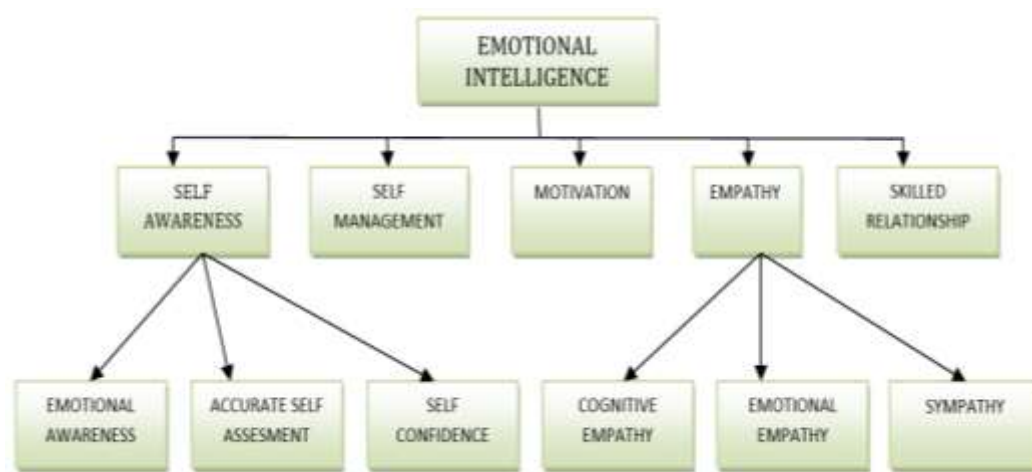 EMOTIONAL
INTELLIGENCE
SELF
AWARENESS
SELF
MANAGEMENT
MOTIVATION
EMPATHY
SKILLED
RELATIONSHIP
EMOTIONAL
AWARENESS
ACCURATE SELF
ASSESMENT
SELF
CONFIDENCE
COGNITIVE
EMPATHY
EMOTIONAL
EMPATHY
SYMPATHY